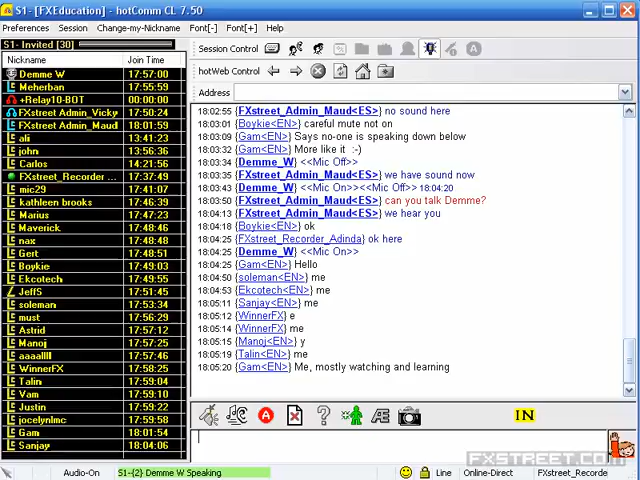 S1- [FXEducation] - hotComm CL 7.50
Preferences Session Change-my-Nickname Font[-] Font[+] Help
S1- Invited [30]
Nickname Join Time
Demme W 17:57:00
Meherban 17:55:59
+Relay10-BOT 00:00:00
FXstreet Admin_Vicky 17:50:24
FXstreet Admin_Maud 18:01:59
ali 13:41:23
john 13:56:36
Carlos 14:21:56
FXstreet_Recorder ... 17:37:49
mic29 17:41:07
kathleen brooks 17:46:39
Marius 17:47:23
Maverick 17:48:46
nax 17:48:48
Gert 17:48:51
Boykie 17:49:03
Ekcotech 17:49:55
JeffS 17:51:45
soleman 17:53:34
must 17:56:29
Astrid 17:57:12
Manoj 17:57:25
aaaallll 17:57:46
WinnerFX 17:58:25
Talin 17:59:04
Vam 17:59:10
Justin 17:59:22
jocelynlmc 17:59:58
Gam 18:01:54
Sanjay 18:04:06
Session Control
hotWeb Control
Address
18:02:55 {FXstreet_Admin_Maud<ES>} no sound here
18:03:01 {Boykie<EN>} careful mute not on
18:03:09 {Gam<EN>} Says no-one is speaking down below
18:03:32 {Gam<EN>} More like it :-)
18:03:34 {Demme_W} <<Mic Off>>
18:03:35 {FXstreet_Admin_Maud<ES>} we have sound now
18:03:43 {Demme_W} <<Mic On>><<Mic Off>> 18:04:20
18:03:50 {FXstreet_Admin_Maud<ES>} can you talk Demme?
18:04:13 {FXstreet_Admin_Maud<ES>} we hear you
18:04:18 {Boykie<EN>} ok
18:04:25 {FXstreet_Recorder_Adinda} ok here
18:04:25 {Demme_W} <<Mic On>>
18:04:25 {Gam<EN>} Hello
18:04:50 {soleman<EN>} me
18:04:53 {Ekcotech<EN>} me
18:05:11 {Sanjay<EN>} me
18:05:12 {WinnerFX} e
18:05:14 {WinnerFX} me
18:05:15 {Manoj<EN>} y
18:05:19 {Talin<EN>} me
18:05:20 {Gam<EN>} Me, mostly watching and learning
IN
FXSTREET.COM
Audio-On S1-{2} Demme W Speaking Line Online-Direct FXstreet_Recorde